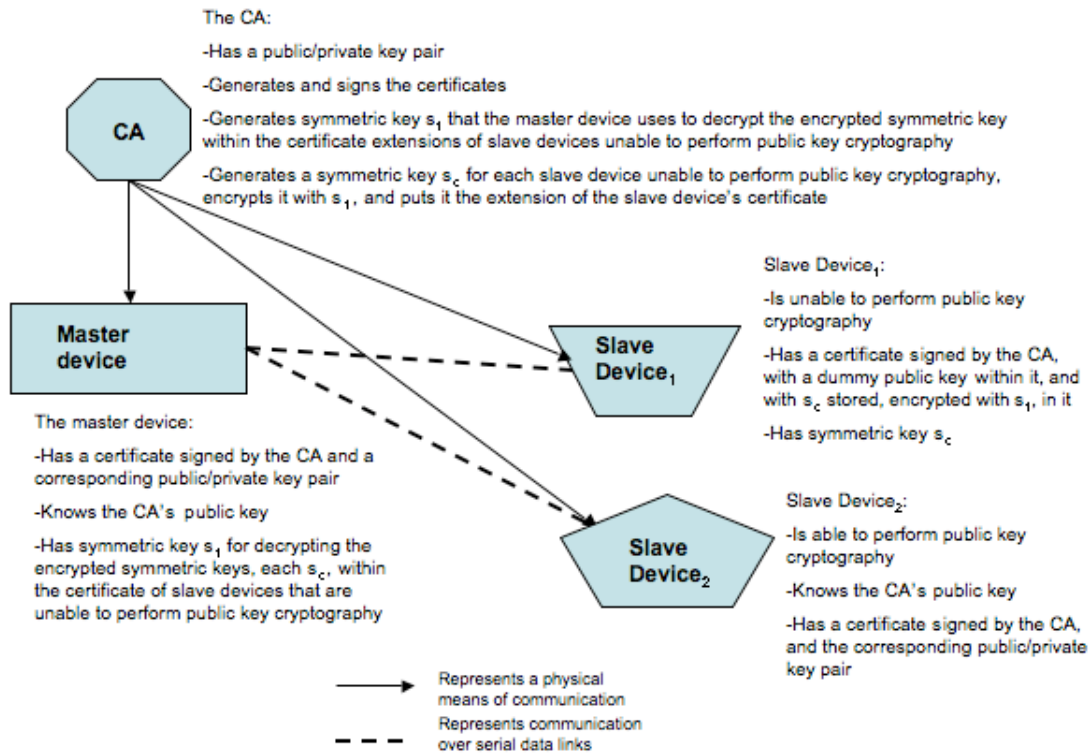 The CA:
-Has a public/private key pair
-Generates and signs the certificates
-Generates symmetric key s₁ that the master device uses to decrypt the encrypted symmetric key
within the certificate extensions of slave devices unable to perform public key cryptography
-Generates a symmetric key s_c for each slave device unable to perform public key cryptography,
encrypts it with s₁, and puts it the extension of the slave device's certificate
CA
Master
device
The master device:
-Has a certificate signed by the CA and a
corresponding public/private key pair
-Knows the CA's public key
-Has symmetric key s₁ for decrypting the
encrypted symmetric keys, each s_c, within
the certificate of slave devices that are
unable to perform public key cryptography
Slave
Device₁
Slave Device₁:
-Is unable to perform public key
cryptography
-Has a certificate signed by the CA,
with a dummy public key within it, and
with s_c stored, encrypted with s₁, in it
-Has symmetric key s_c
Slave
Device₂
Slave Device₂:
-Is able to perform public key
cryptography
-Knows the CA's public key
-Has a certificate signed by the CA,
and the corresponding public/private
key pair
Represents a physical
means of communication
Represents communication
over serial data links